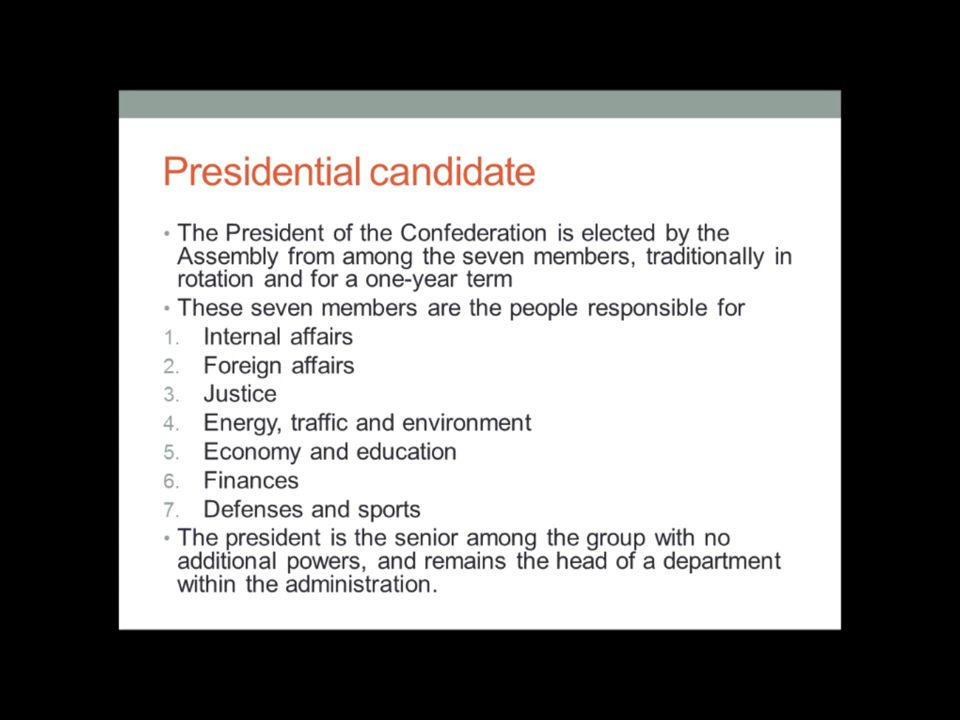 Presidential candidate
• The President of the Confederation is elected by the
Assembly from among the seven members, traditionally in
rotation and for a one-year term
• These seven members are the people responsible for
1. Internal affairs
2. Foreign affairs
3. Justice
4. Energy, traffic and environment
5. Economy and education
6. Finances
7. Defenses and sports
• The president is the senior among the group with no
additional powers, and remains the head of a department
within the administration.